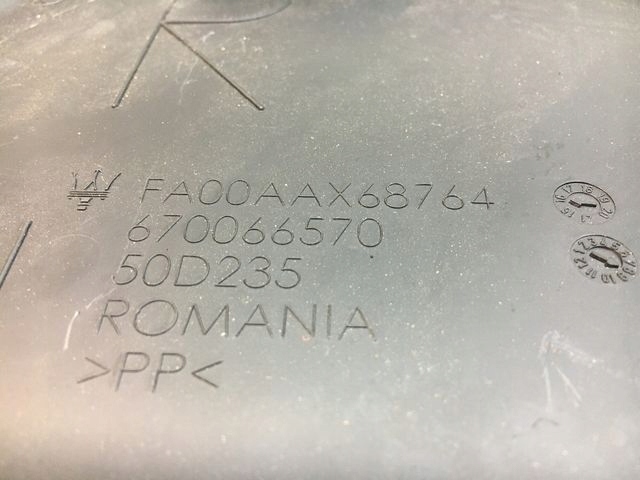 R
FA00AAX68764
670066570
50D235
ROMANIA
>PP<